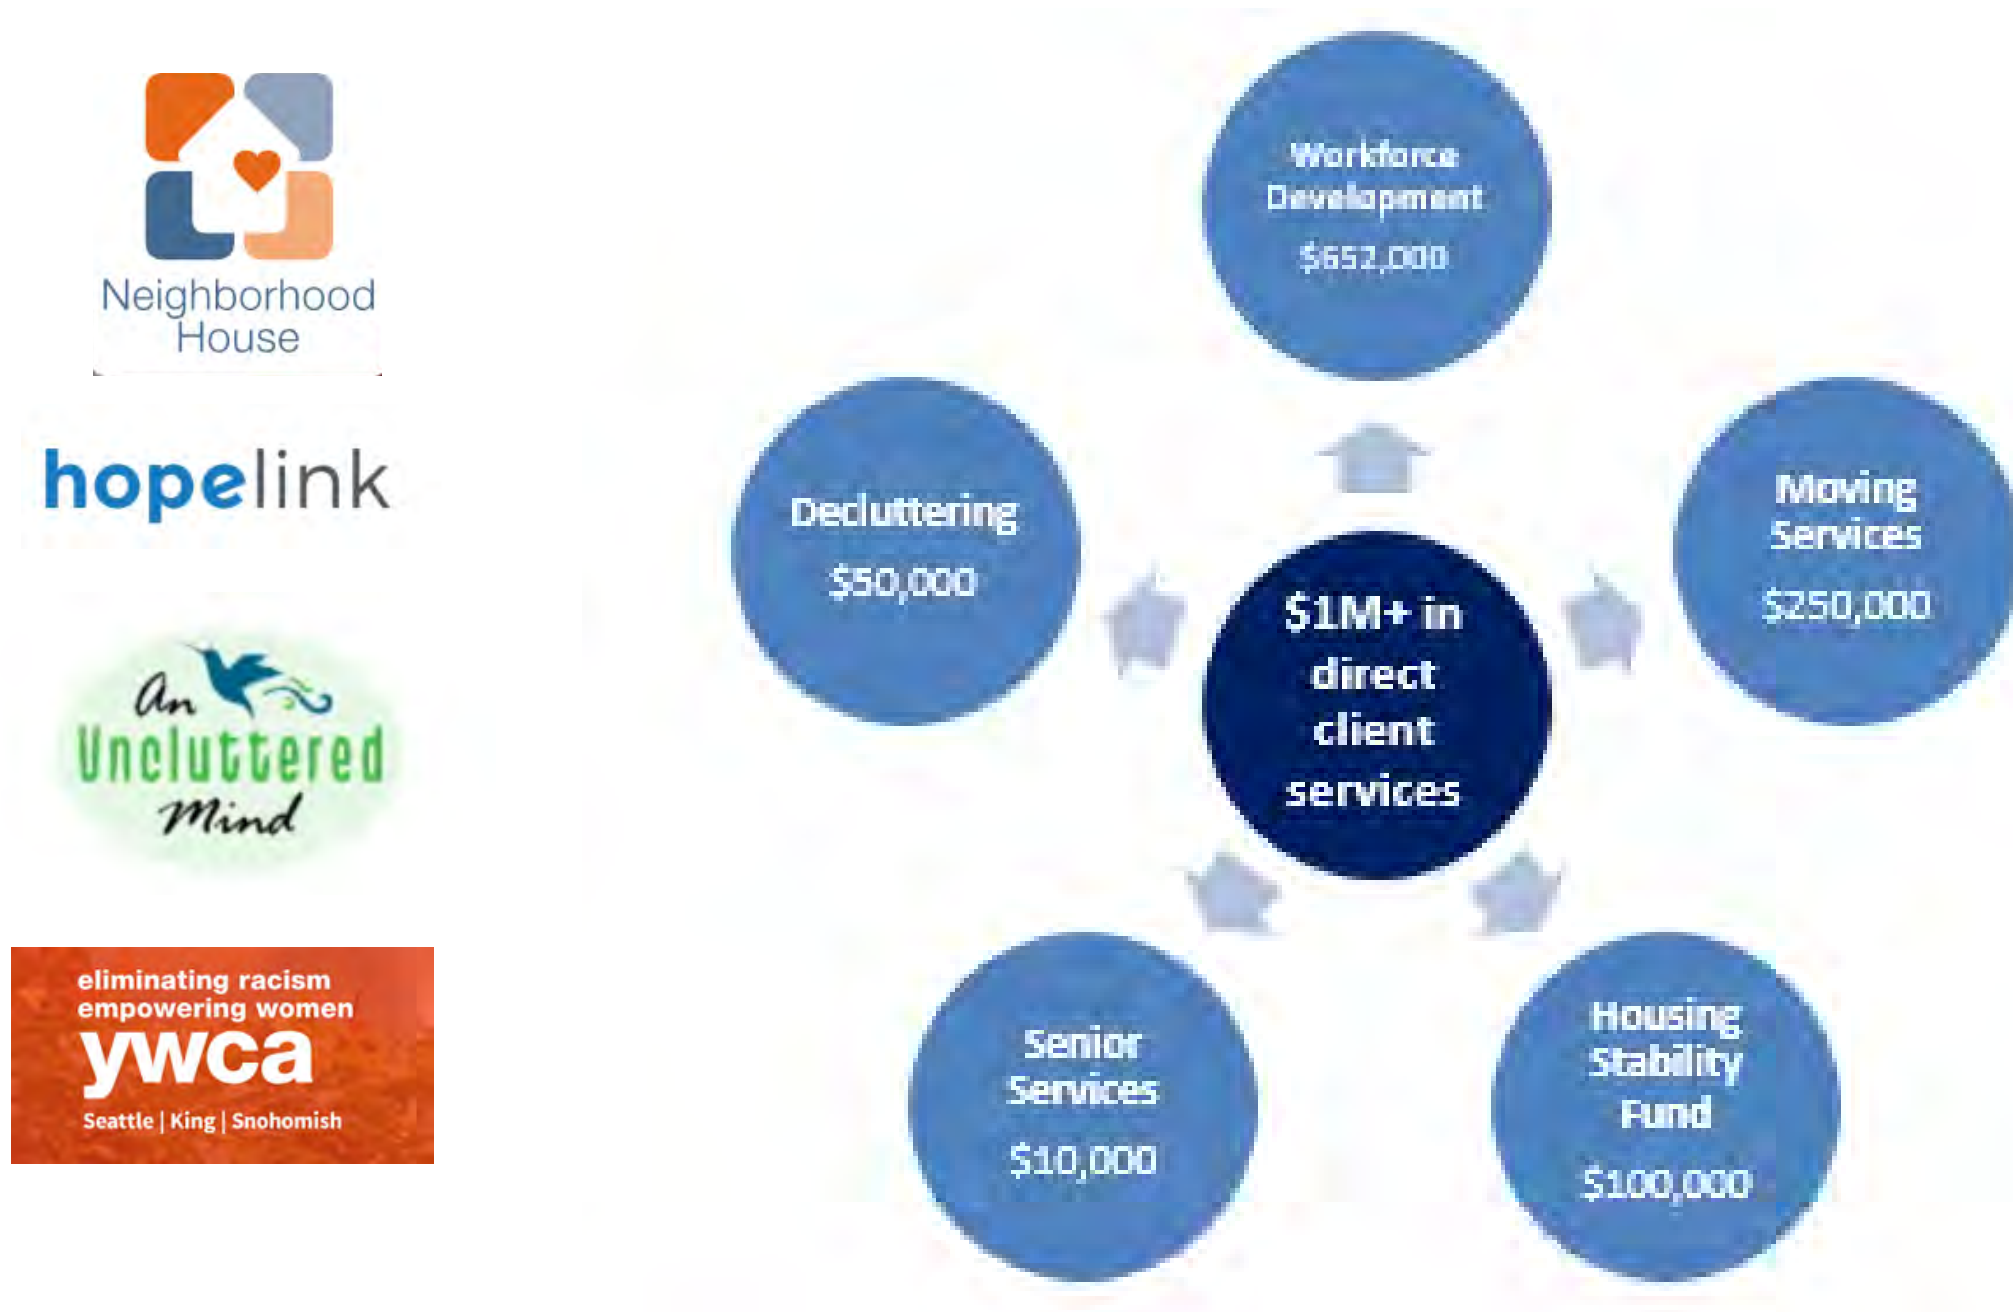 Neighborhood
House
hopelink
An
Uncluttered
Mind
eliminating racism
empowering women
ywca
Seattle | King | Snohomish
Workforce
Development
$652,000
Decluttering
$50,000
Moving
Services
$250,000
$1M+ in
direct
client
services
Senior
Services
$10,000
Housing
Stability
Fund
$100,000